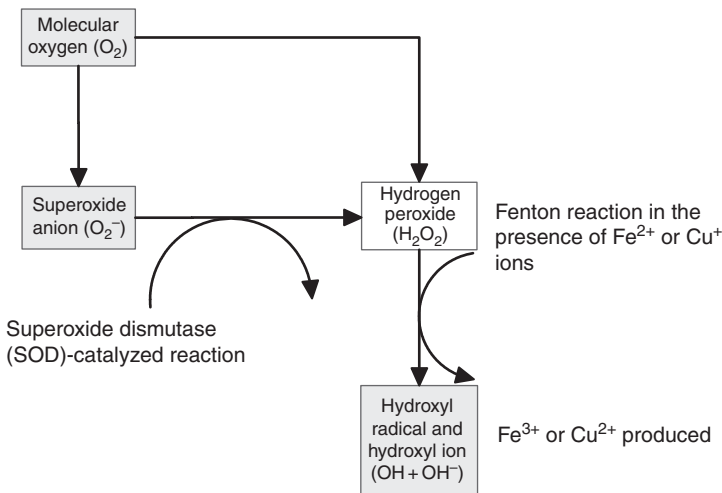 Molecular
oxygen (O₂)
Superoxide
anion (O₂⁻)
Hydrogen
peroxide
(H₂O₂)
Fenton reaction in the
presence of Fe²⁺ or Cu⁺
ions
Superoxide dismutase
(SOD)-catalyzed reaction
Hydroxyl
radical and
hydroxyl ion
(OH + OH⁻)
Fe³⁺ or Cu²⁺ produced